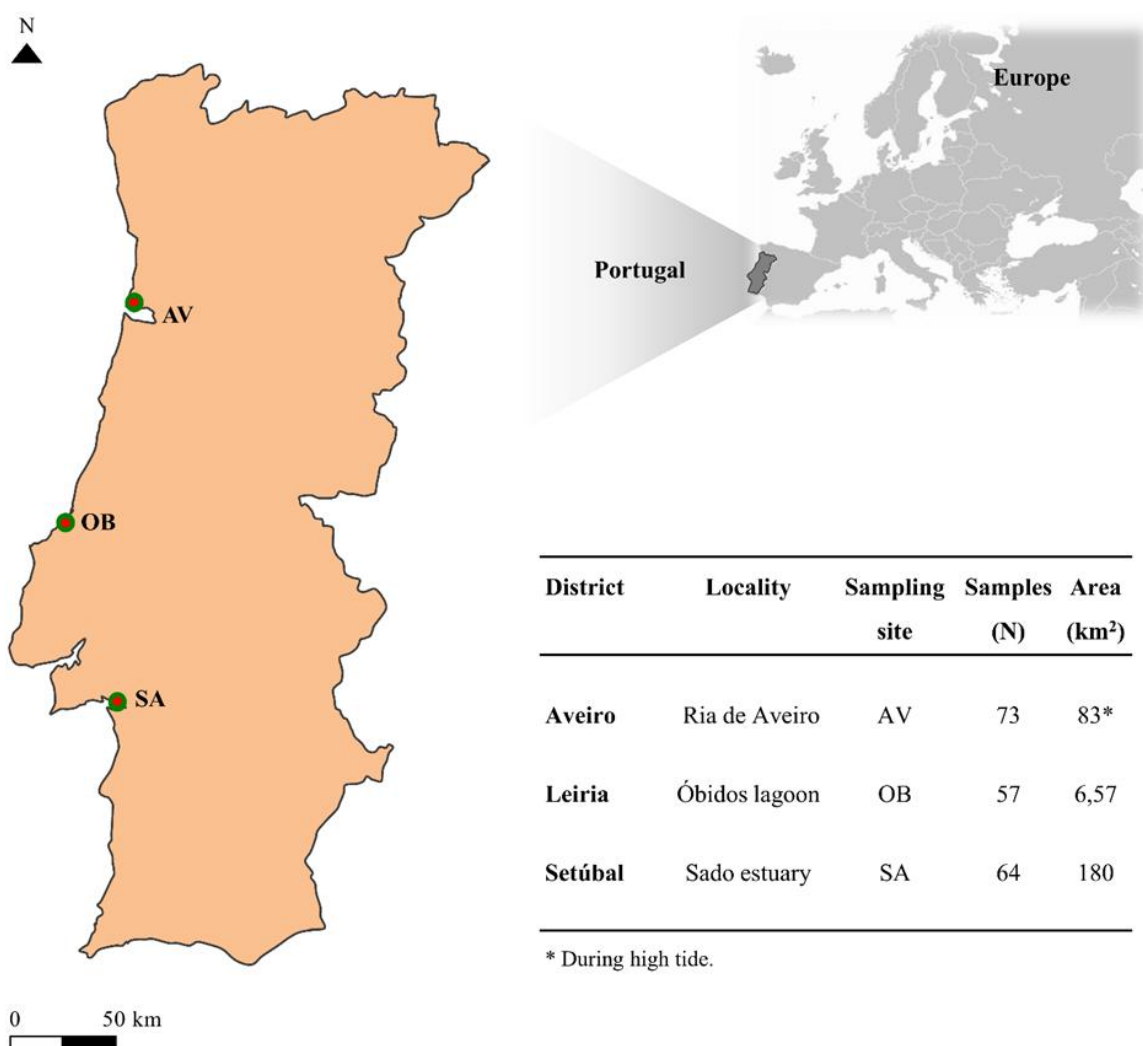 N
Europe
Portugal
AV
OB
SA
District Locality Sampling site Samples (N) Area (km²)
Aveiro Ria de Aveiro AV 73 83*
Leiria Óbidos lagoon OB 57 6,57
Setúbal Sado estuary SA 64 180
* During high tide.
0 50 km